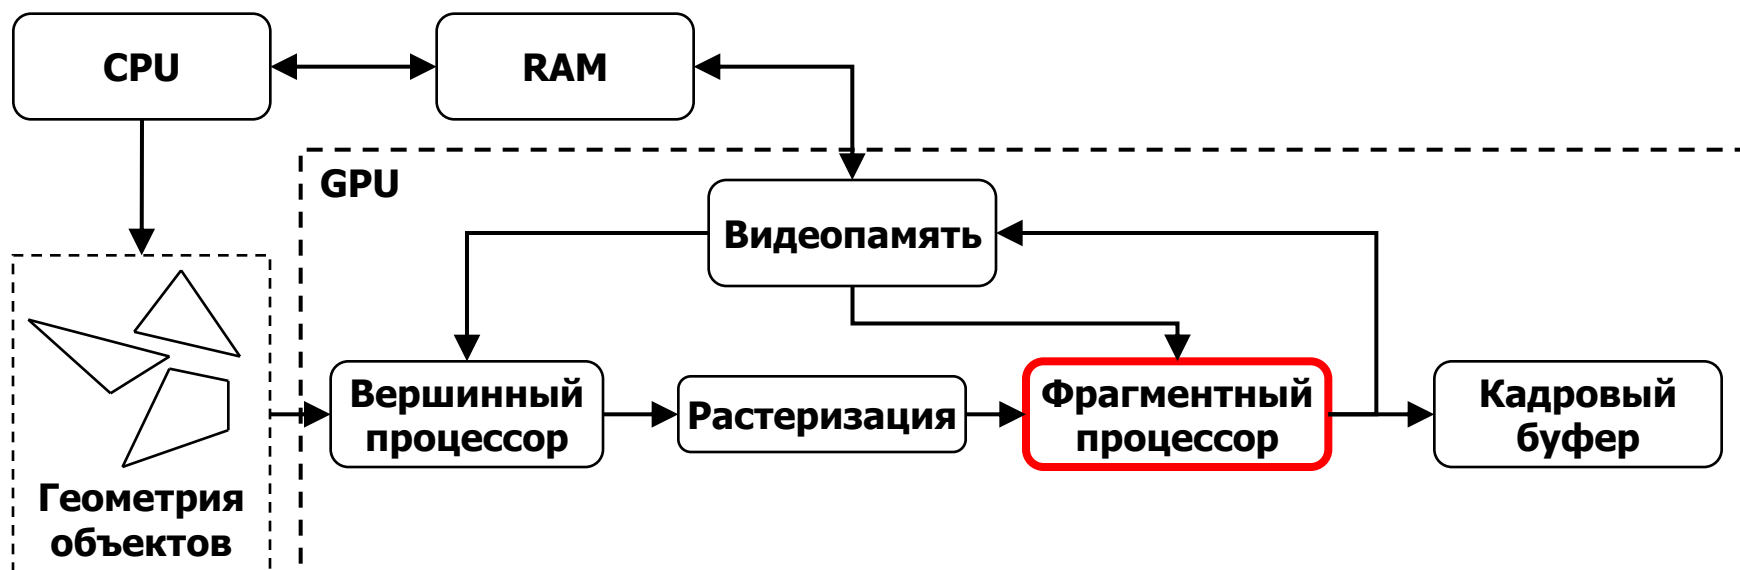 CPU
RAM
GPU
Видеопамять
Вершинный
процессор
Растеризация
Фрагментный
процессор
Кадровый
буфер
Геометрия
объектов